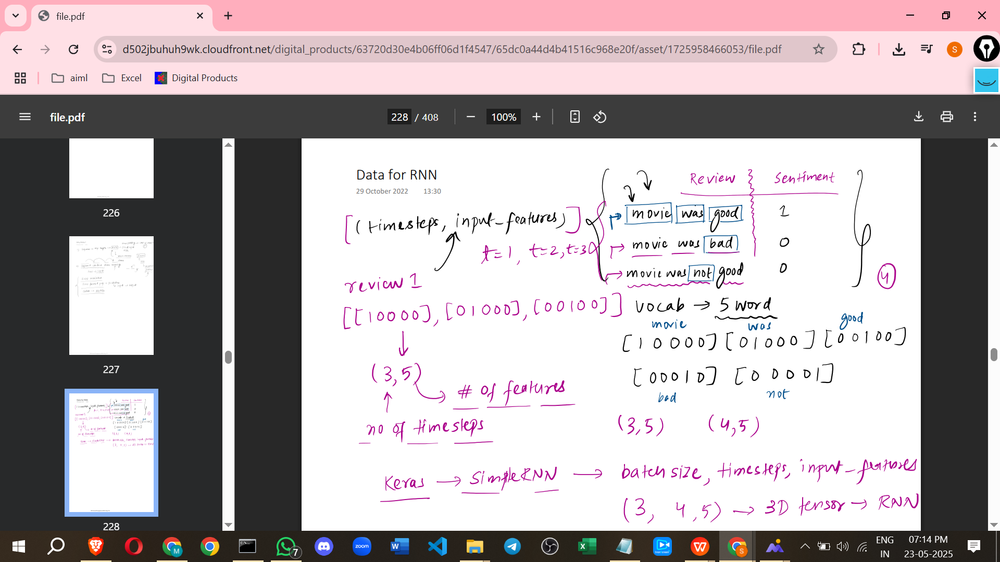 file.pdf
d502jbuhuh9wk.cloudfront.net/digital_products/63720d30e4b06ff06d1f4547/65dc0a44d4b41516c968e20f/asset/1725958466053/file.pdf
S
aiml
Excel
Digital Products
file.pdf
228 / 408
100%
226
227
228
Data for RNN
29 October 2022 13:30
Review Sentiment
[(timesteps, input_features)]
movie was good 1
t=1, t=2, t=3
movie was bad 0
movie was not good 0
4
review 1
[[10000], [01000], [00100]]
vocab → 5 word
movie was good
[10000] [01000] [00100]
(3,5)
[00010] [00001]
bad not
# of features
no of timesteps
(3,5) (4,5)
Keras → SimpleRNN → batch size, timesteps, input_features
(3, 4, 5) → 3D tensor → RNN
M
7
zoom
S
ENG
IN
07:14 PM
23-05-2025